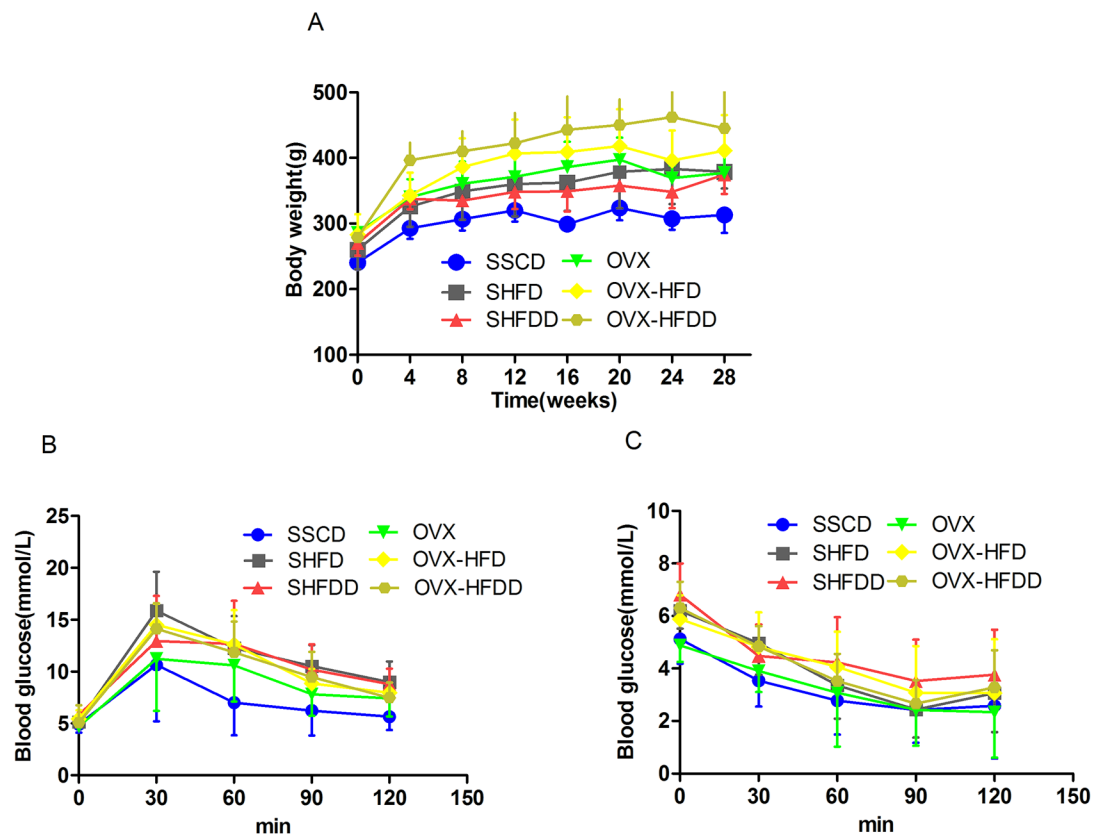 A
Body weight(g)
500
400
300
200
100
SSCD
OVX
SHFD
OVX-HFD
SHFDD
OVX-HFDD
0 4 8 12 16 20 24 28
Time(weeks)
B
Blood glucose(mmol/L)
25
20
15
10
5
0
SSCD
OVX
SHFD
OVX-HFD
SHFDD
OVX-HFDD
0 30 60 90 120 150
min
C
Blood glucose(mmol/L)
10
8
6
4
2
0
SSCD
OVX
SHFD
OVX-HFD
SHFDD
OVX-HFDD
0 30 60 90 120 150
min